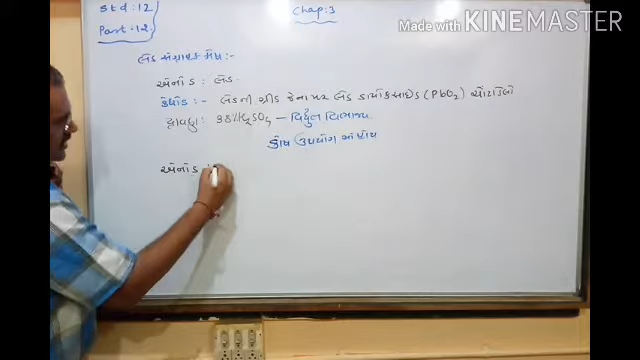 Std : 12
Part - 12.
Chap : 3
Made with KINEMASTER
લેડ સંગ્રાહક કોષ :-
એનોડ : લેડ.
કેથોડ :- લેડની ગ્રીડ જેના પર લેડ ડાયોક્સાઇડ (PbO₂) ચોંટાડેલો
દ્રાવણ : 38% H₂SO₄ – વિદ્યુત વિભાજ્ય
કોષ ઉપયોગ
એનોડ :